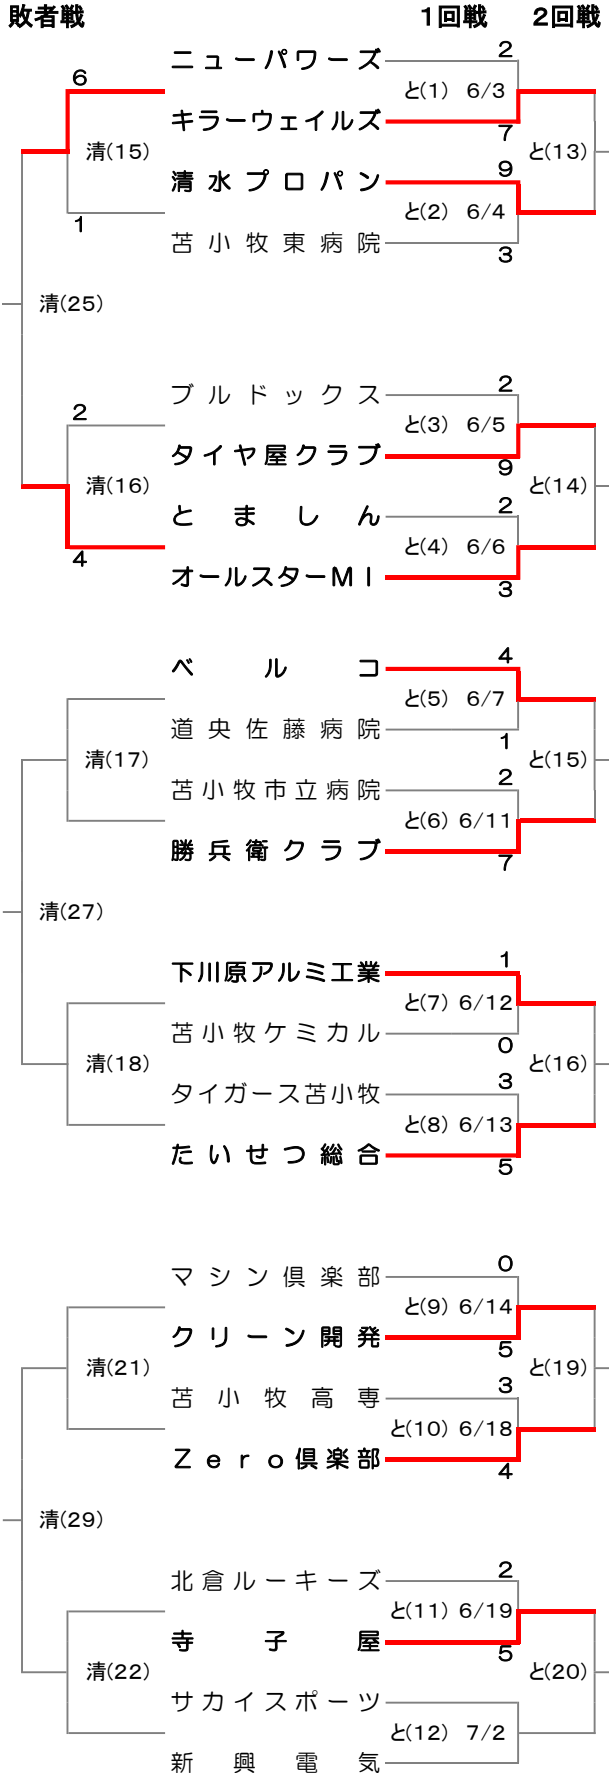 敗者戦 1回戦 2回戦
ニューパワーズ 2
6 と(1) 6/3
キラーウェイルズ 7
清(15) と(13)
清水プロパン 9
1 と(2) 6/4
苫小牧東病院 3
清(25)
ブルドックス 2
2 と(3) 6/5
タイヤ屋クラブ 9
清(16) と(14)
とましん 2
4 と(4) 6/6
オールスターMI 3
ベルコ 4
と(5) 6/7
道央佐藤病院 1
清(17) と(15)
苫小牧市立病院 2
と(6) 6/11
勝兵衛クラブ 7
清(27)
下川原アルミ工業 1
と(7) 6/12
苫小牧ケミカル 0
清(18) と(16)
タイガース苫小牧 3
と(8) 6/13
たいせつ総合 5
マシン倶楽部 0
と(9) 6/14
クリーン開発 5
清(21) と(19)
苫小牧高専 3
と(10) 6/18
Zero倶楽部 4
清(29)
北倉ルーキーズ 2
と(11) 6/19
寺子屋 5
清(22) と(20)
サカイスポーツ
と(12) 7/2
新興電気